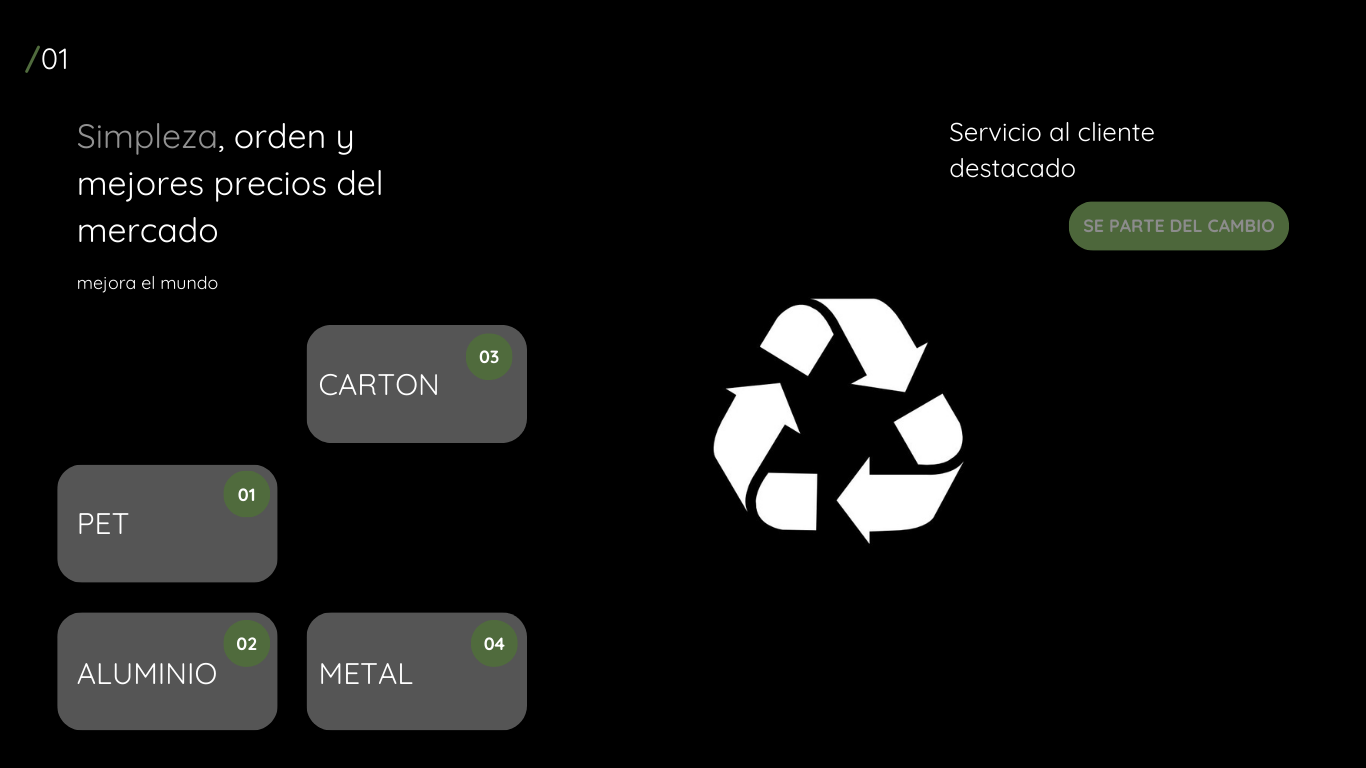 /01
Simpleza, orden y
mejores precios del
mercado
mejora el mundo
Servicio al cliente
destacado
SE PARTE DEL CAMBIO
03
CARTON
01
PET
02
ALUMINIO
04
METAL